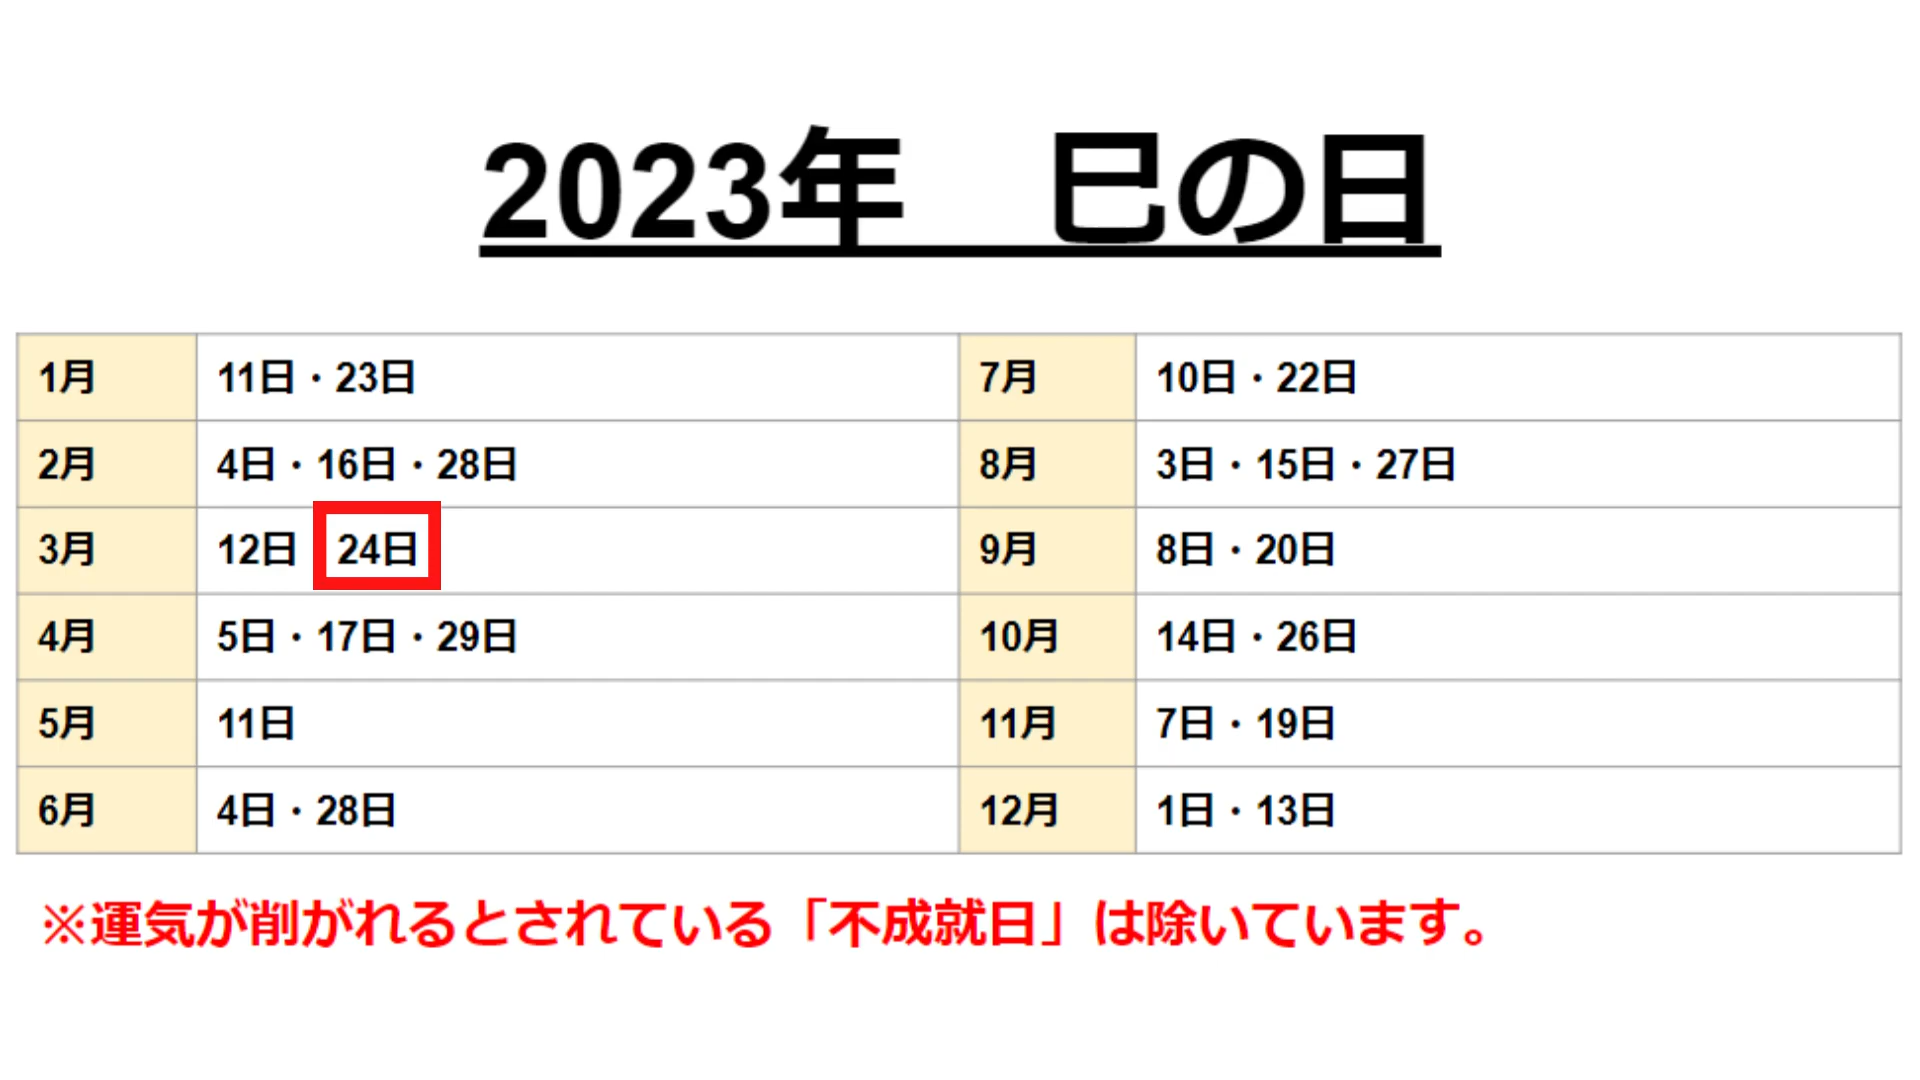 2023年　巳の日
1月 11日・23日 7月 10日・22日
2月 4日・16日・28日 8月 3日・15日・27日
3月 12日 24日 9月 8日・20日
4月 5日・17日・29日 10月 14日・26日
5月 11日 11月 7日・19日
6月 4日・28日 12月 1日・13日
※運気が削がれるとされている「不成就日」は除いています。